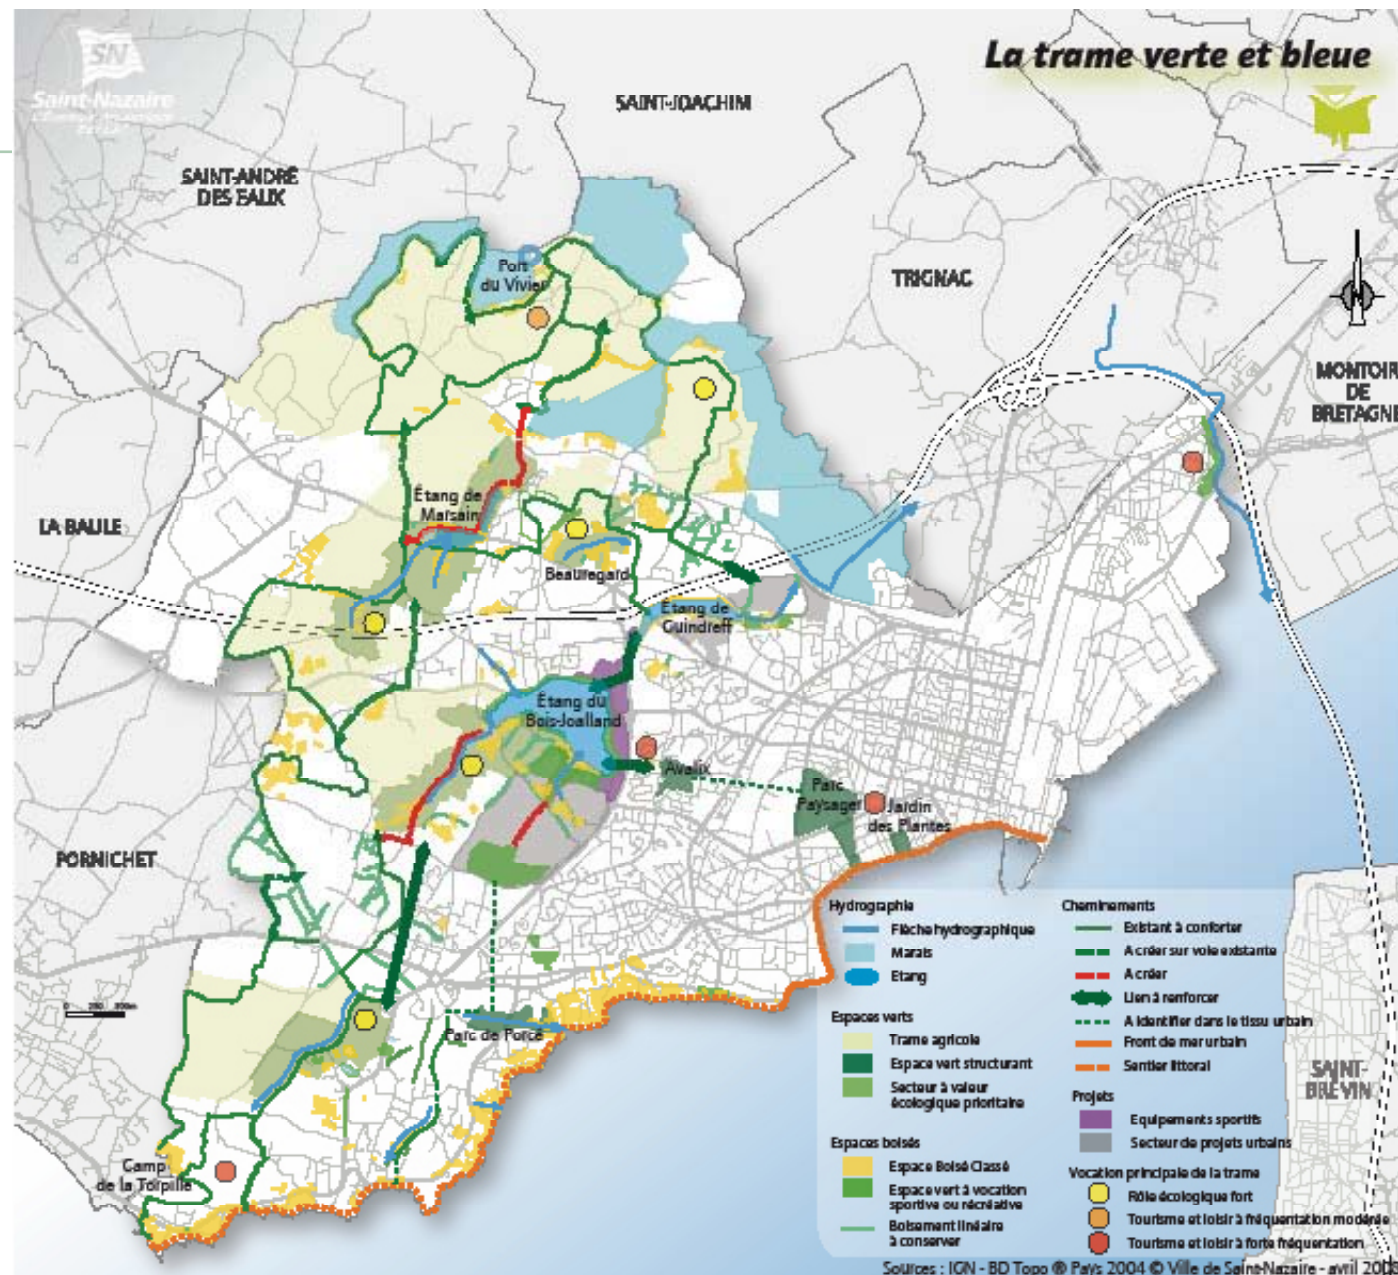 La trame verte et bleue
SN
Saint-Nazaire
SAINT-JOACHIM
SAINT-ANDRÉ
DES EAUX
TRIGNAC
Port
du Vivier
MONTOIR
DE
BRETAGNE
Étang de
Marsain
LA BAULE
Beauregard
Etang de
Guindreff
Étang du
Bois-Joalland
Avalix
Parc
Paysager
Jardin
des Plantes
PORNICHET
Parc de Porcé
Camp
de la Torpille
SAINT-
BRÉVIN
Hydrographie
Flèche hydrographique
Marais
Etang
Espaces verts
Trame agricole
Espace vert structurant
Secteur à valeur
écologique prioritaire
Espaces boisés
Espace Boisé Classé
Espace vert à vocation
sportive ou récréative
Boisement linéaire
à conserver
Cheminements
Existant à conforter
A créer sur voie existante
A créer
Lien à renforcer
A identifier dans le tissu urbain
Front de mer urbain
Sentier littoral
Projets
Equipements sportifs
Secteur de projets urbains
Vocation principale de la trame
Rôle écologique fort
Tourisme et loisir à fréquentation modérée
Tourisme et loisir à forte fréquentation
Sources : IGN - BD Topo ® Pays 2004 © Ville de Saint-Nazaire - avril